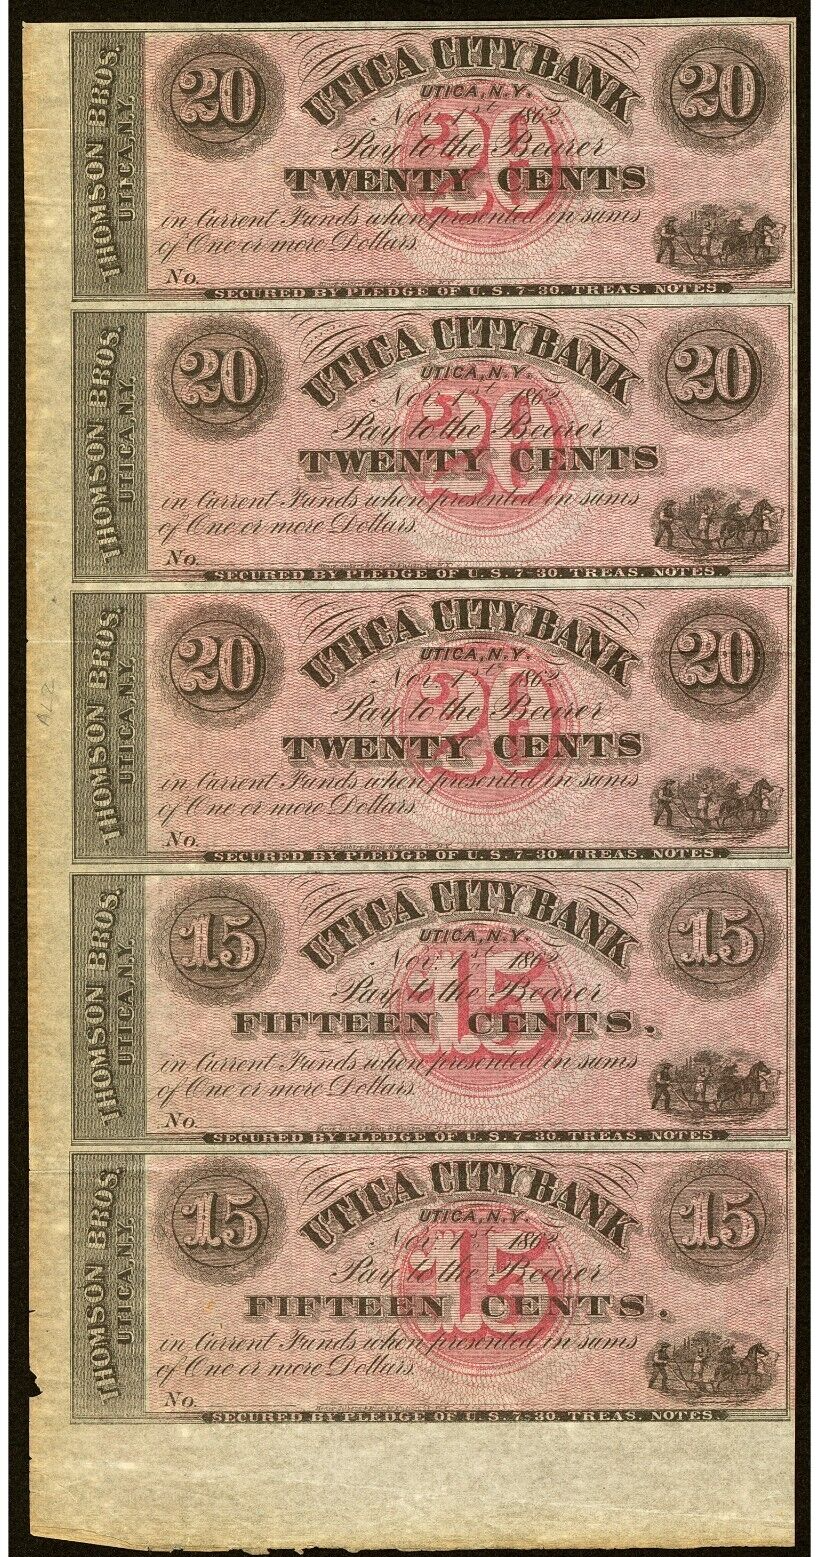 THOMSON BROS.
UTICA, N.Y.
20
UTICA CITY BANK
20
UTICA, N.Y.
Nov. 1st 1862
20
Pay to the Bearer
TWENTY CENTS
in Current Funds when presented in sums
of One or more Dollars.
No.
SECURED BY PLEDGE OF U.S. 7-30. TREAS. NOTES.
THOMSON BROS.
UTICA, N.Y.
20
UTICA CITY BANK
20
UTICA, N.Y.
Nov. 1st 1862
20
Pay to the Bearer
TWENTY CENTS
in Current Funds when presented in sums
of One or more Dollars.
No.
SECURED BY PLEDGE OF U.S. 7-30. TREAS. NOTES.
THOMSON BROS.
UTICA, N.Y.
20
UTICA CITY BANK
20
UTICA, N.Y.
Nov. 1st 1862
20
Pay to the Bearer
TWENTY CENTS
in Current Funds when presented in sums
of One or more Dollars.
No.
SECURED BY PLEDGE OF U.S. 7-30. TREAS. NOTES.
THOMSON BROS.
UTICA, N.Y.
15
UTICA CITY BANK
15
UTICA, N.Y.
Nov. 1st 1862
15
Pay to the Bearer
FIFTEEN CENTS.
in Current Funds when presented in sums
of One or more Dollars.
No.
SECURED BY PLEDGE OF U.S. 7-30. TREAS. NOTES.
THOMSON BROS.
UTICA, N.Y.
15
UTICA CITY BANK
15
UTICA, N.Y.
Nov. 1st 1862
15
Pay to the Bearer
FIFTEEN CENTS.
in Current Funds when presented in sums
of One or more Dollars.
No.
SECURED BY PLEDGE OF U.S. 7-30. TREAS. NOTES.